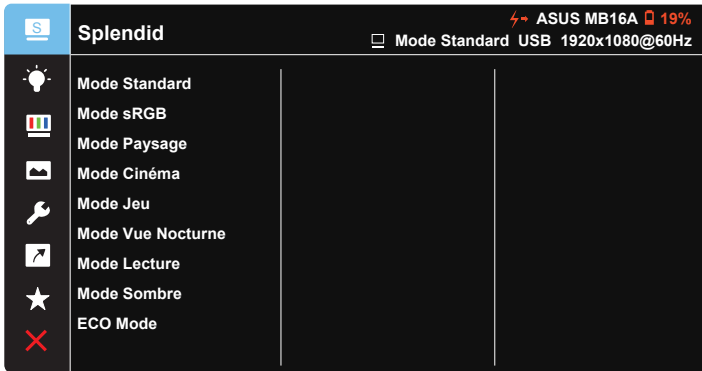 S
Splendid
ASUS MB16A 19%
Mode Standard USB 1920x1080@60Hz
Mode Standard
Mode sRGB
Mode Paysage
Mode Cinéma
Mode Jeu
Mode Vue Nocturne
Mode Lecture
Mode Sombre
ECO Mode